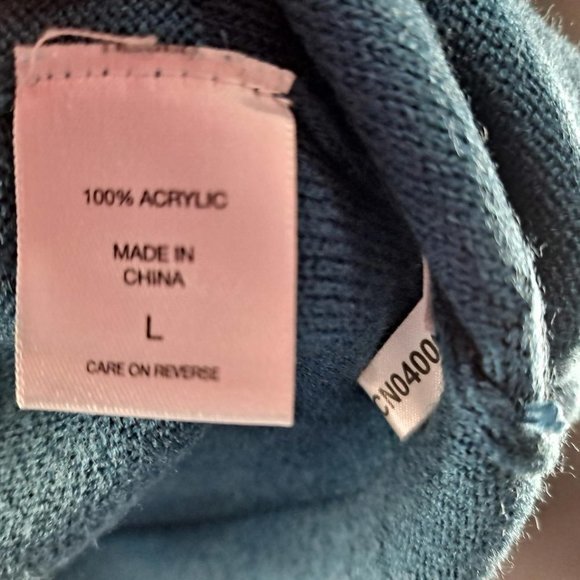 100% ACRYLIC
MADE IN
CHINA
L
CARE ON REVERSE
CN0400